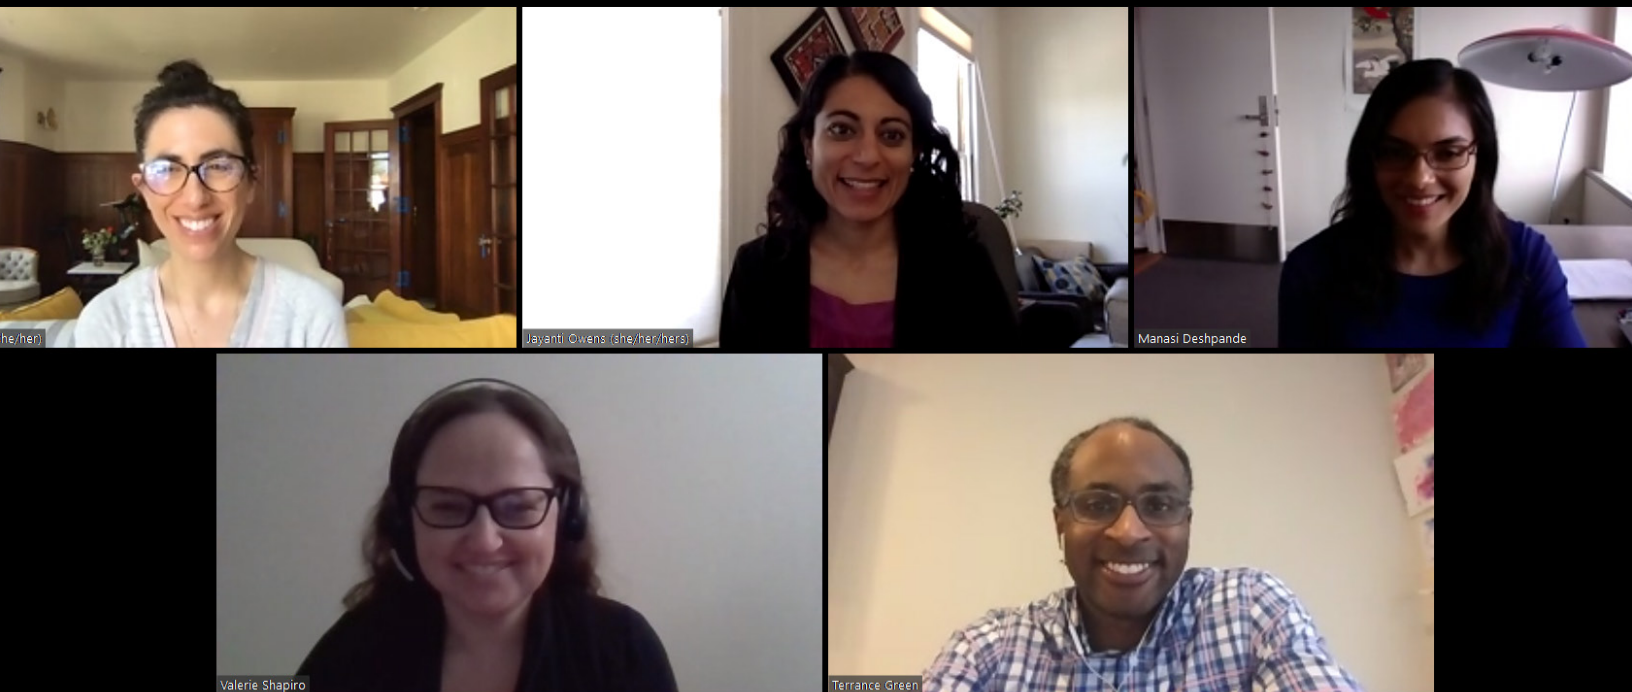 he/her)
Jayanti Owens (she/her/hers)
Manasi Deshpande
Valerie Shapiro
Terrance Green